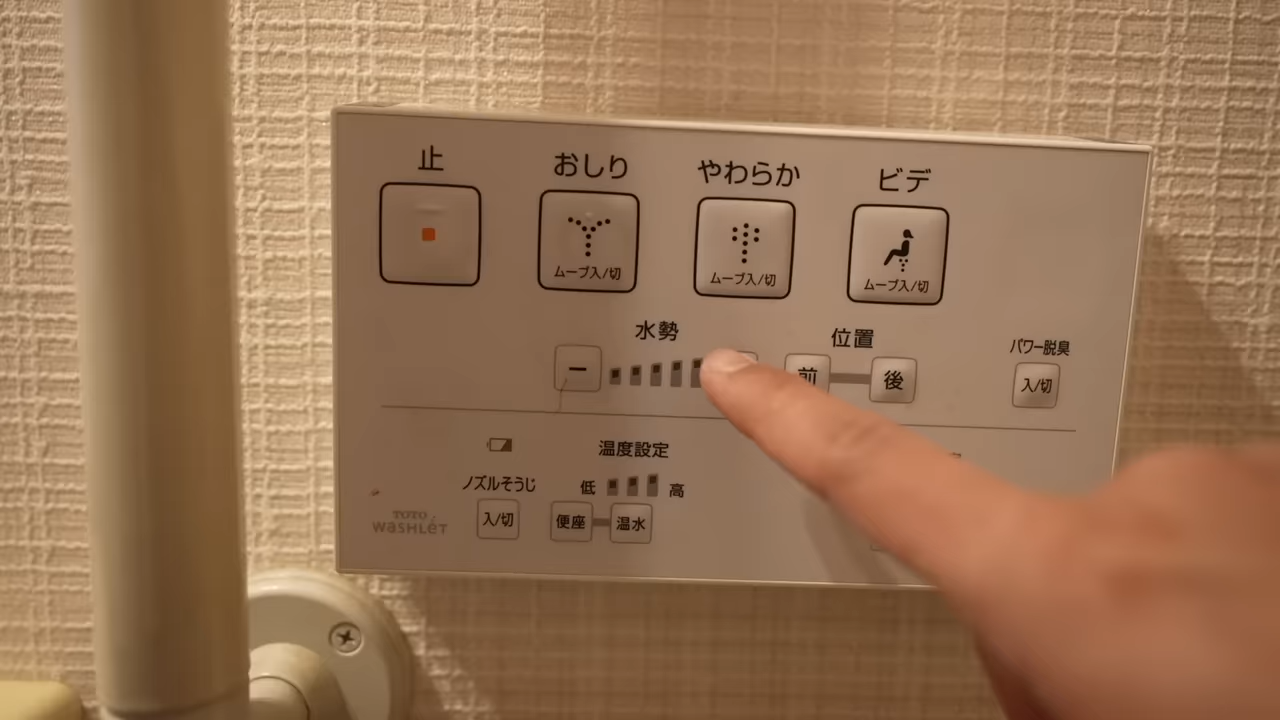 止 おしり やわらか ビデ
ムーブ入/切 ムーブ入/切 ムーブ入/切
水勢 位置 パワー脱臭
− 前 後 入/切
温度設定
ノズルそうじ 低 高
入/切 便座 温水
TOTO
WASHLET